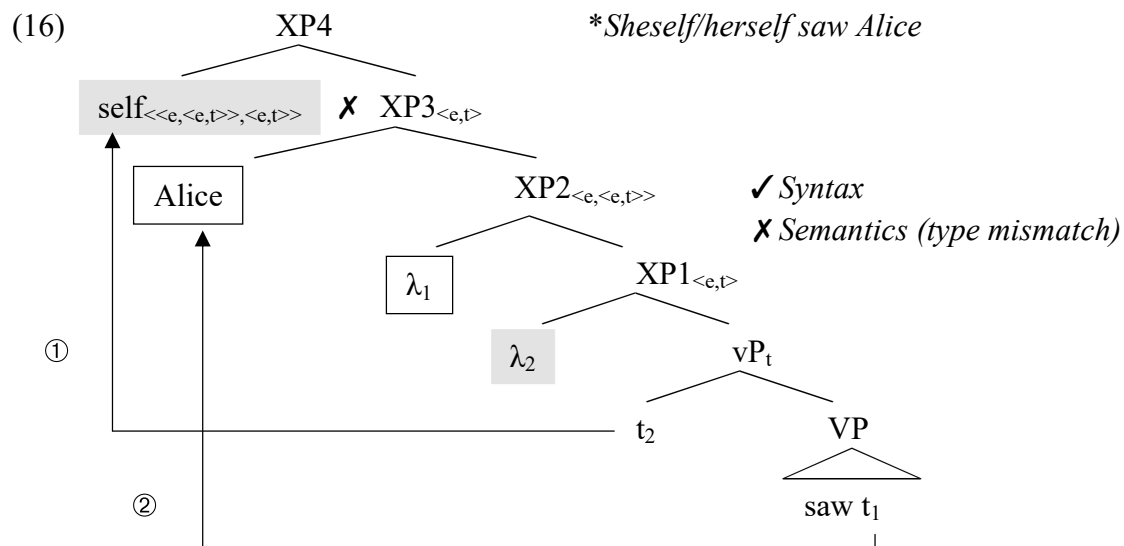 (16) XP4 *Sheself/herself saw Alice
self<<e,<e,t>>,<e,t>> ✗ XP3<e,t>
Alice XP2<e,<e,t>> ✓ Syntax
✗ Semantics (type mismatch)
λ1 XP1<e,t>
① λ2 vPt
t2 VP
② saw t1